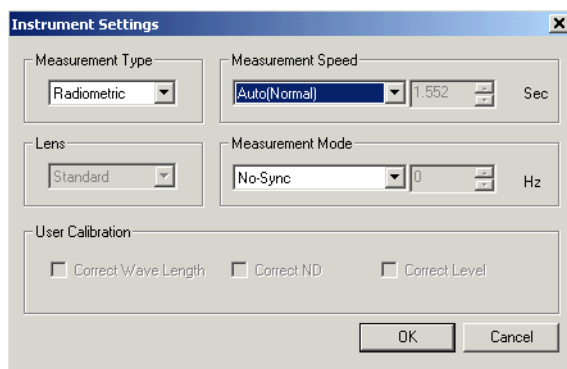 Instrument Settings
Measurement Type
Radiometric
Measurement Speed
Auto(Normal)
1.552
Sec
Lens
Standard
Measurement Mode
No-Sync
0
Hz
User Calibration
Correct Wave Length
Correct ND
Correct Level
OK
Cancel